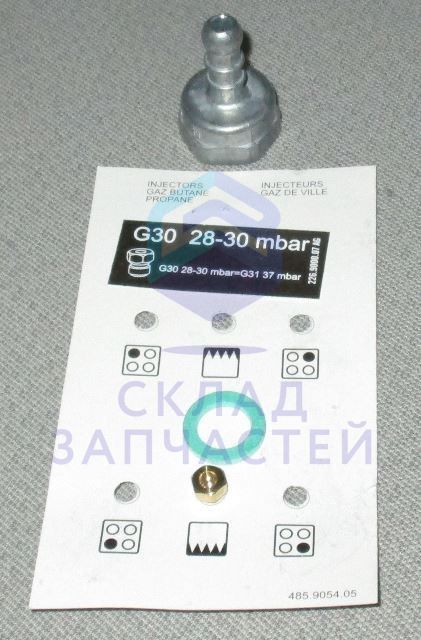 INJECTORS
GAZ BUTANE
PROPANE
INJECTEURS
GAZ DE VILLE
G30 28-30 mbar
G30 28-30 mbar=G31 37 mbar
226.9000.07 AG
СКЛАД
ЗАПЧАСТЕЙ
485.9054.05